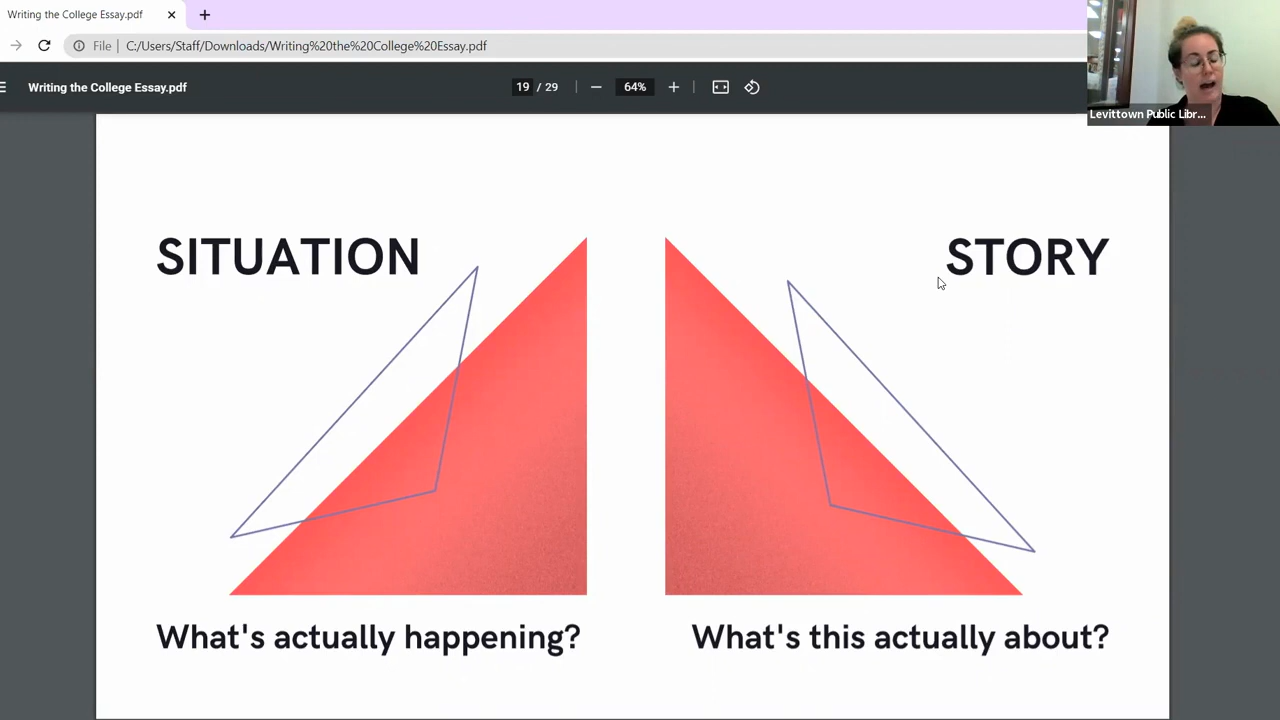 Writing the College Essay.pdf
File
C:/Users/Staff/Downloads/Writing%20the%20College%20Essay.pdf
Writing the College Essay.pdf
19 / 29
64%
Levittown Public Libr...
SITUATION
STORY
What's actually happening?
What's this actually about?